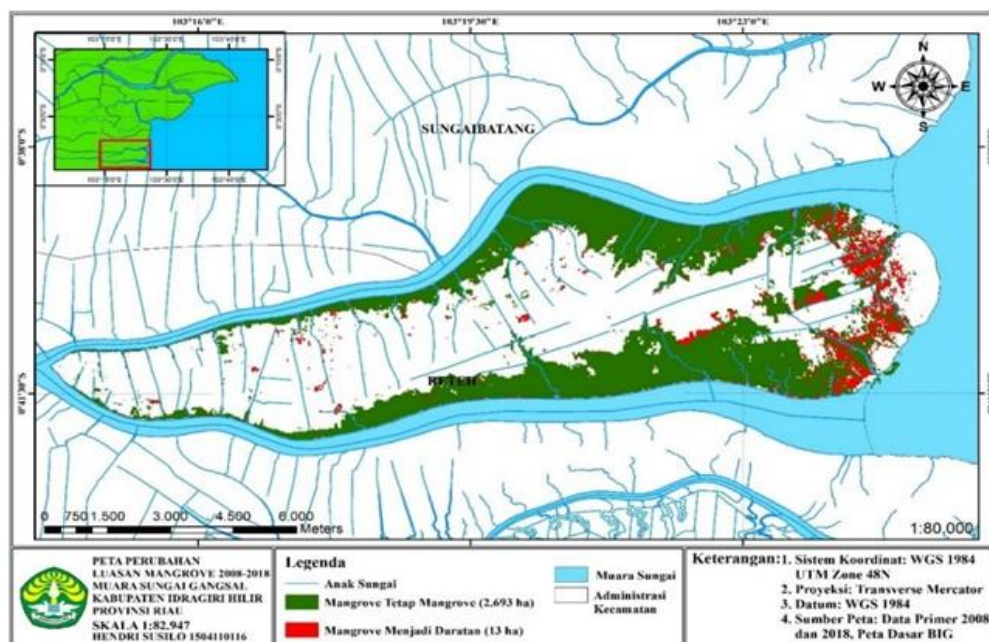 103°16'0"E
103°19'30"E
103°23'0"E
N
W E
S
SUNGAIBATANG
0°38'0"S
RETEH
0°41'30"S
0 750 1.500 3.000 4.500 6.000
Meters
1:80,000
PETA PERUBAHAN
LUASAN MANGROVE 2008-2018
MUARA SUNGAI GANGSAL
KABUPATEN IDRAGIRI HILIR
PROVINSI RIAU
SKALA 1:82,947
HENDRI SUSILO 1504110116
Legenda
Anak Sungai
Mangrove Tetap Mangrove (2.693 ha)
Mangrove Menjadi Daratan (13 ha)
Muara Sungai
Administrasi
Kecamatan
Keterangan: 1. Sistem Koordinat: WGS 1984
UTM Zone 48N
2. Proyeksi: Transverse Mercator
3. Datum: WGS 1984
4. Sumber Peta: Data Primer 2008
dan 2018, Peta Dasar BIG